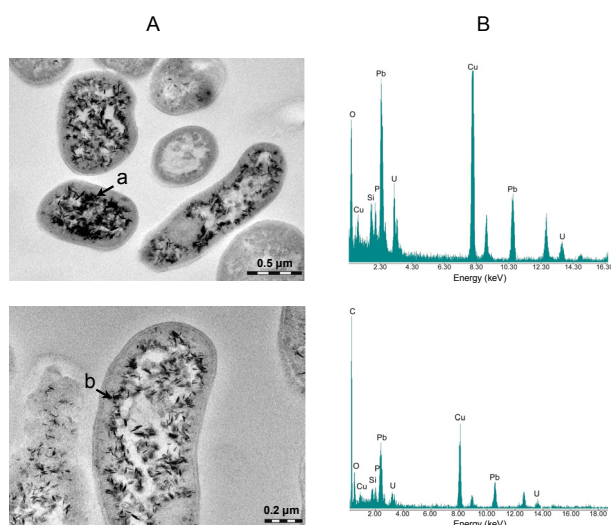 A
B
a
0.5 µm
O
Cu
Si
P
Pb
U
Cu
Pb
U
2.30 4.30 6.30 8.30 10.30 12.30 14.30 16.30
Energy (keV)
b
0.2 µm
C
O
Cu
Si
P
Pb
U
Cu
Pb
U
2.00 4.00 6.00 8.00 10.00 12.00 14.00 16.00 18.00
Energy (keV)